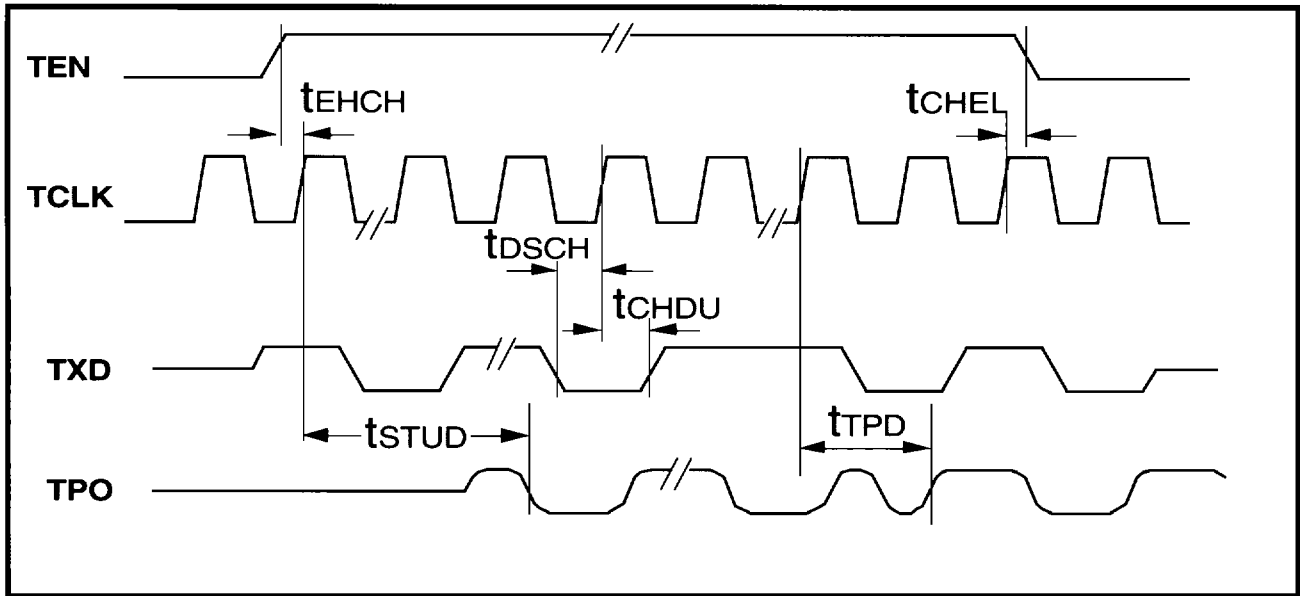 TEN
tEHCH
tCHEL
TCLK
tDSCH
tCHDU
TXD
tSTUD
tTPD
TPO